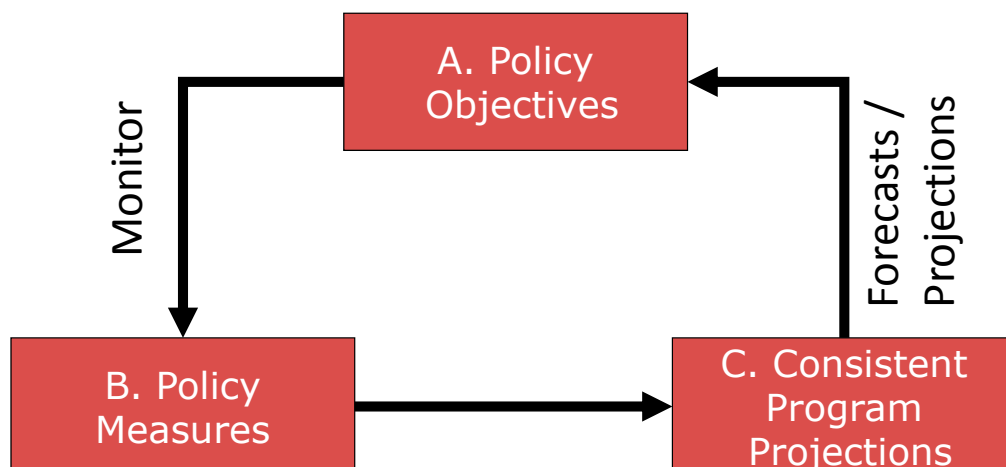 A. Policy
Objectives
Monitor
Forecasts /
Projections
B. Policy
Measures
C. Consistent
Program
Projections